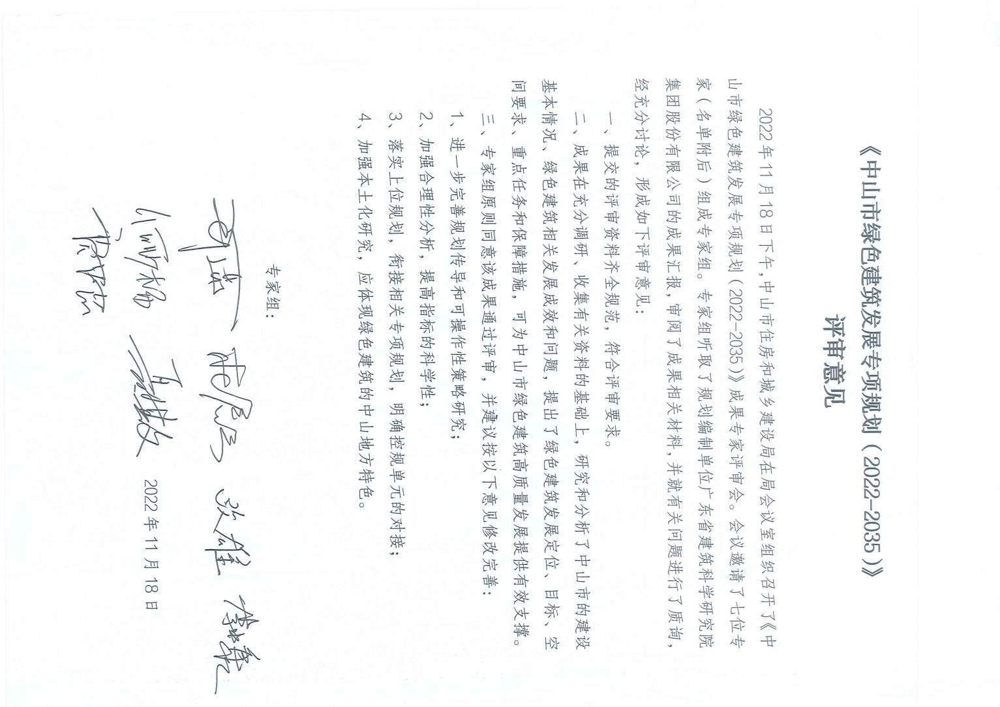 《中山市绿色建筑发展专项规划（2022-2035）》
评审意见
2022年11月18日下午，中山市住房和城乡建设局在局会议室组织召开了《中
山市绿色建筑发展专项规划（2022-2035）》成果专家评审会。会议邀请了七位专
家（名单附后）组成专家组。专家组听取了规划编制单位广东省建筑科学研究院
集团股份有限公司的成果汇报，审阅了成果相关材料，并就有关问题进行了质询，
经充分讨论，形成如下评审意见：
一、提交的评审资料齐全规范，符合评审要求。
二、成果在充分调研、收集有关资料的基础上，研究和分析了中山市的建设
基本情况、绿色建筑相关发展成效和问题，提出了绿色建筑发展定位、目标、空
间要求、重点任务和保障措施，可为中山市绿色建筑高质量发展提供有效支撑。
三、专家组原则同意该成果通过评审，并建议按以下意见修改完善：
1、进一步完善规划传导和可操作性策略研究；
2、加强合理性分析，提高指标的科学性；
3、落实上位规划，衔接相关专项规划，明确控规单元的对接；
4、加强本土化研究，应体现绿色建筑的中山地方特色。
专家组：
2022年11月18日